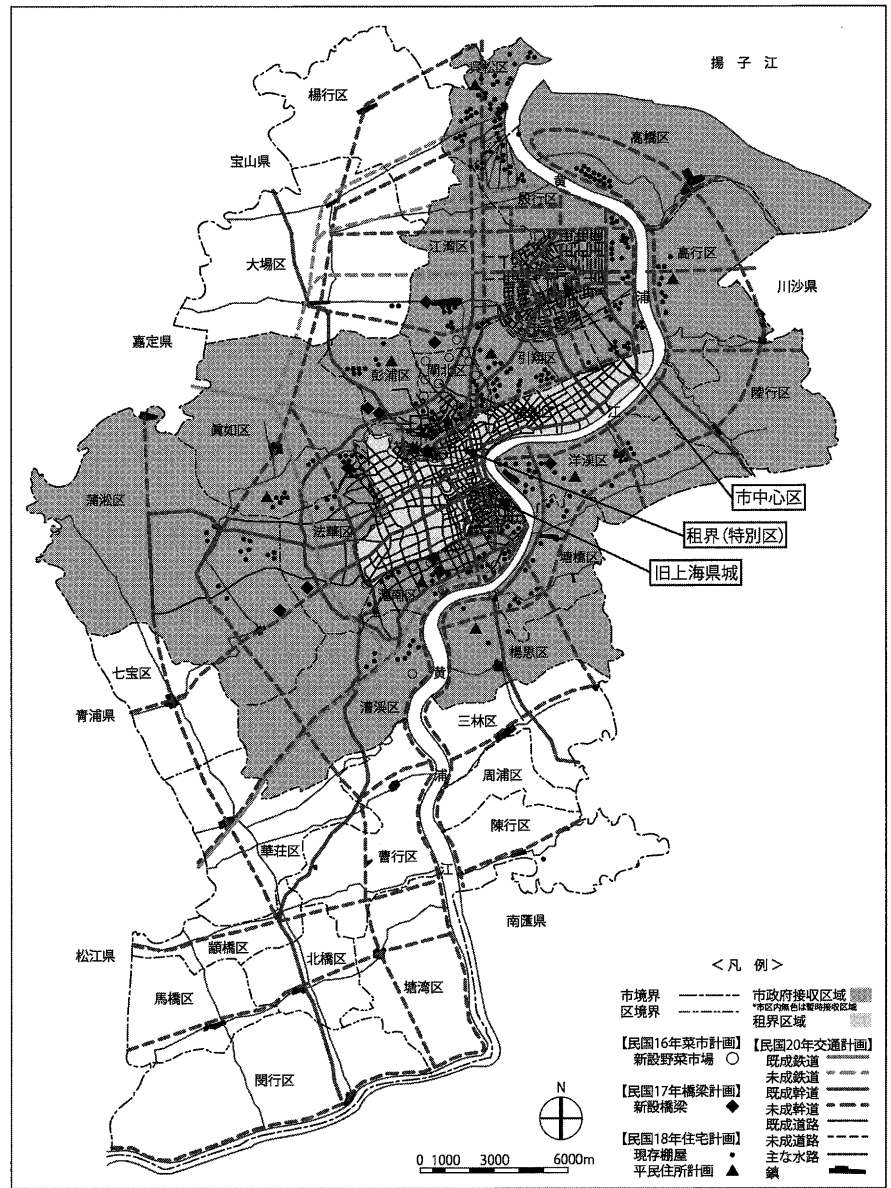 揚子江
呉淞区
楊行区
高橋区
宝山県
黄
殷行区
江湾区
高行区
大場区
川沙県
浦
嘉定県
引翔区
閘北区
彭浦区
陸行区
眞如区
江
洋涇区
蒲淞区
市中心区
法華区
租界(特別区)
塘橋区
旧上海県城
滬南区
楊思区
七宝区
黄
青浦県
漕涇区
三林区
浦
周浦区
陳行区
華荘区
曹行区
江
南匯県
松江県
顓橋区
北橋区
馬橋区
塘湾区
閔行区
<凡 例>
市境界
区境界
市政府接収区域
*市区内無色は暫時接収区域
租界区域
【民国16年菜市計画】
新設野菜市場
【民国17年橋梁計画】
新設橋梁
【民国18年住宅計画】
現存棚屋
平民住所計画
【民国20年交通計画】
既成鉄道
未成鉄道
既成幹道
未成幹道
既成道路
未成道路
主な水路
鎮
N
0 1000 3000 6000m